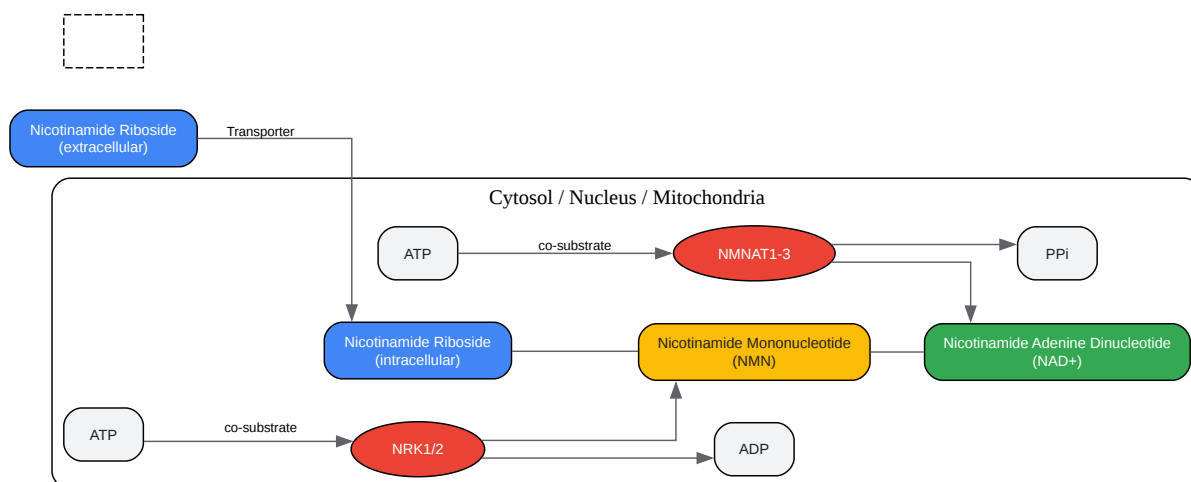 Nicotinamide Riboside
(extracellular)
Transporter
Cytosol / Nucleus / Mitochondria
ATP
co-substrate
NMNAT1-3
PPi
Nicotinamide Riboside
(intracellular)
Nicotinamide Mononucleotide
(NMN)
Nicotinamide Adenine Dinucleotide
(NAD+)
ATP
co-substrate
NRK1/2
ADP